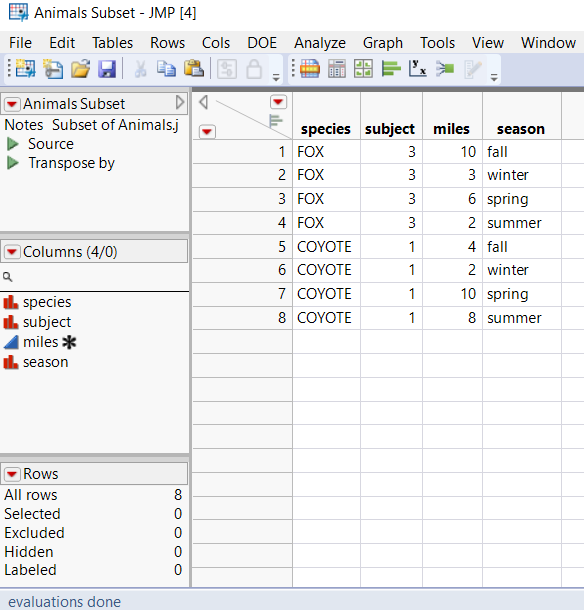 Animals Subset - JMP [4]
File Edit Tables Rows Cols DOE Analyze Graph Tools View Window
Animals Subset
Notes Subset of Animals.j
Source
Transpose by
Columns (4/0)
species
subject
miles
season
Rows
All rows 8
Selected 0
Excluded 0
Hidden 0
Labeled 0
species subject miles season
1 FOX 3 10 fall
2 FOX 3 3 winter
3 FOX 3 6 spring
4 FOX 3 2 summer
5 COYOTE 1 4 fall
6 COYOTE 1 2 winter
7 COYOTE 1 10 spring
8 COYOTE 1 8 summer
evaluations done